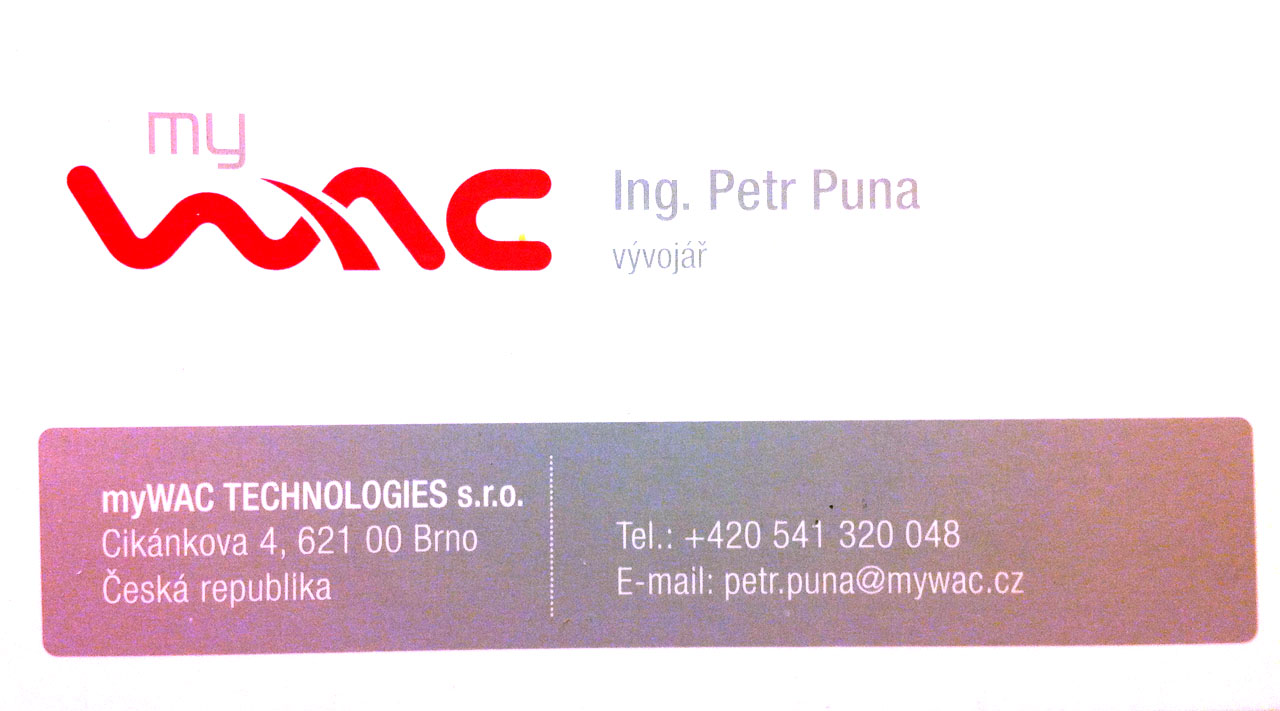 my
wac
Ing. Petr Puna
vývojář
myWAC TECHNOLOGIES s.r.o.
Cikánkova 4, 621 00 Brno
Česká republika
Tel.: +420 541 320 048
E-mail: petr.puna@mywac.cz